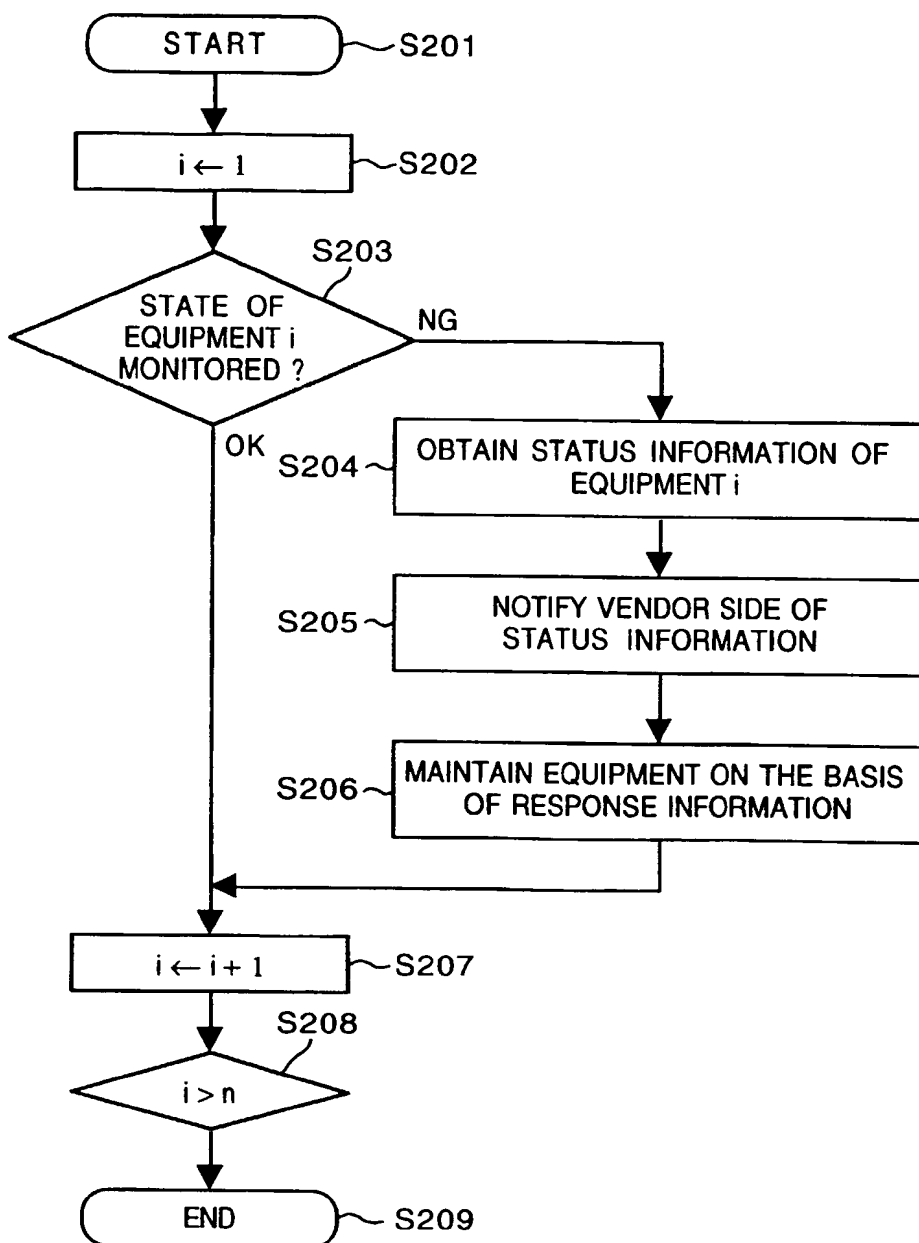 START
S201
i ← 1
S202
S203
STATE OF
EQUIPMENT i
MONITORED ?
NG
OK
S204
OBTAIN STATUS INFORMATION OF
EQUIPMENT i
S205
NOTIFY VENDOR SIDE OF
STATUS INFORMATION
S206
MAINTAIN EQUIPMENT ON THE BASIS
OF RESPONSE INFORMATION
i ← i + 1
S207
S208
i > n
END
S209